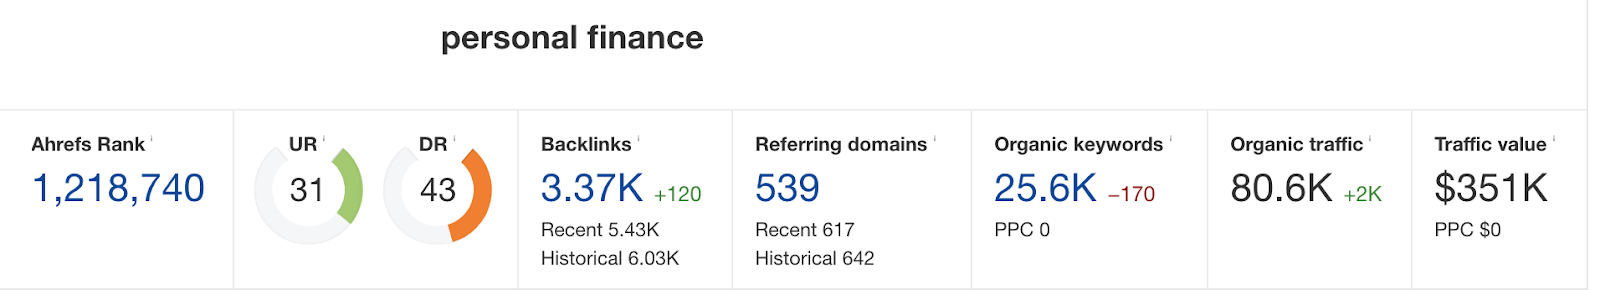 personal finance
Ahrefs Rank i
1,218,740
UR i
31
DR i
43
Backlinks i
3.37K +120
Recent 5.43K
Historical 6.03K
Referring domains i
539
Recent 617
Historical 642
Organic keywords i
25.6K −170
PPC 0
Organic traffic i
80.6K +2K
Traffic value i
$351K
PPC $0